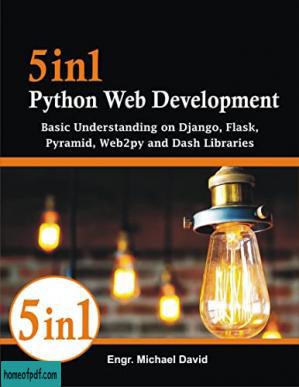 5in1
Python Web Development
Basic Understanding on Django, Flask,
Pyramid, Web2py and Dash Libraries
5in1
Engr. Michael David
homeofpdf.com